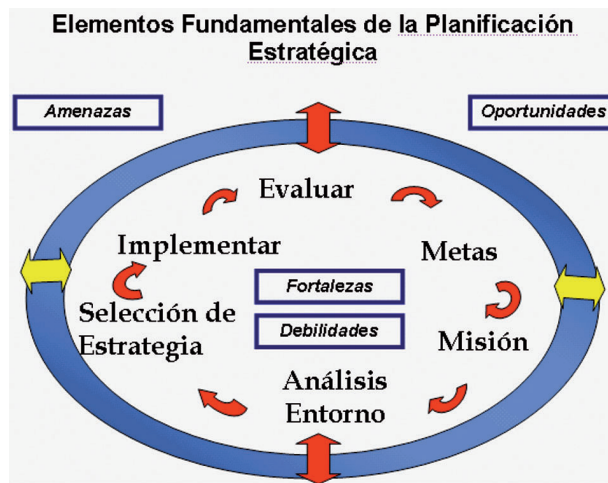 Elementos Fundamentales de la Planificación
Estratégica
Amenazas
Oportunidades
Evaluar
Implementar
Metas
Fortalezas
Selección de
Estrategia
Debilidades
Misión
Análisis
Entorno